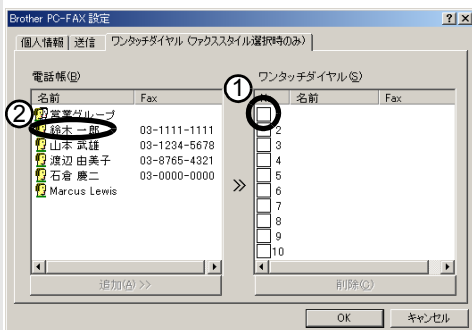 Brother PC-FAX 設定
個人情報 送信 ワンタッチダイヤル (ファクススタイル選択時のみ)
電話帳(B)
名前 Fax
営業グループ
鈴木 一郎 03-1111-1111
山本 武雄 03-1234-5678
渡辺 由美子 03-8765-4321
石倉 慶二 03-0000-0000
Marcus Lewis
②
追加(A) >>
»
①
ワンタッチダイヤル(S)
名前 Fax
2
3
4
5
6
7
8
9
10
削除(C)
OK キャンセル